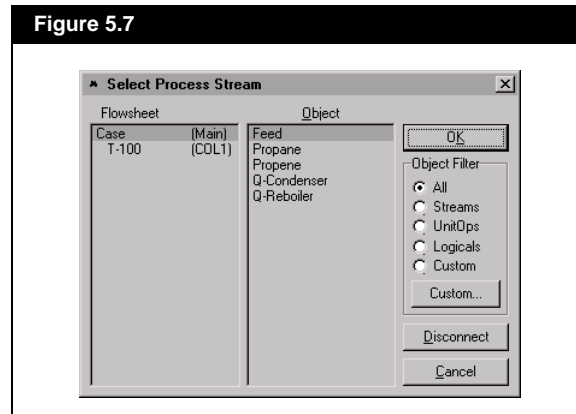 Figure 5.7
Select Process Stream
Flowsheet
Object
Case (Main)
T-100 (COL1)
Feed
Propane
Propene
Q-Condenser
Q-Reboiler
OK
Object Filter
All
Streams
UnitOps
Logicals
Custom
Custom...
Disconnect
Cancel